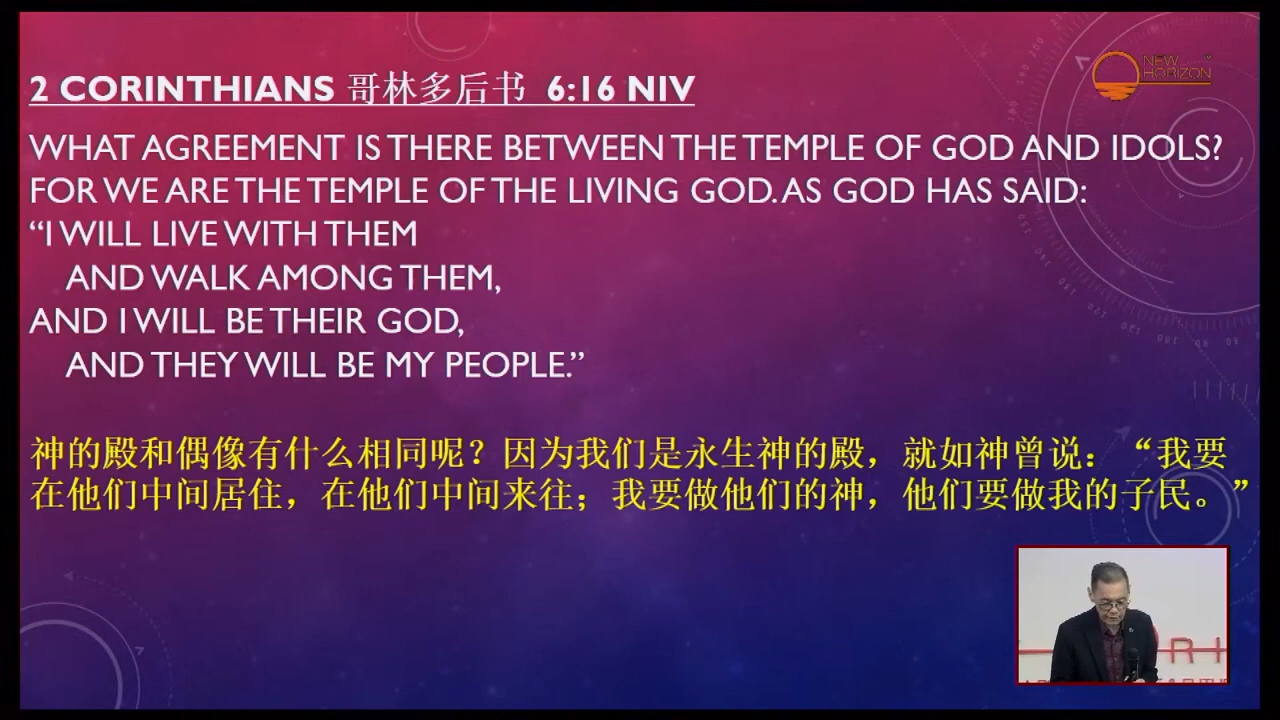 2 CORINTHIANS 哥林多后书 6:16 NIV
NEW
HORIZON
WHAT AGREEMENT IS THERE BETWEEN THE TEMPLE OF GOD AND IDOLS?
FOR WE ARE THE TEMPLE OF THE LIVING GOD. AS GOD HAS SAID:
“I WILL LIVE WITH THEM
AND WALK AMONG THEM,
AND I WILL BE THEIR GOD,
AND THEY WILL BE MY PEOPLE.”
神的殿和偶像有什么相同呢？因为我们是永生神的殿，就如神曾说：“我要
在他们中间居住，在他们中间来往；我要做他们的神，他们要做我的子民。”